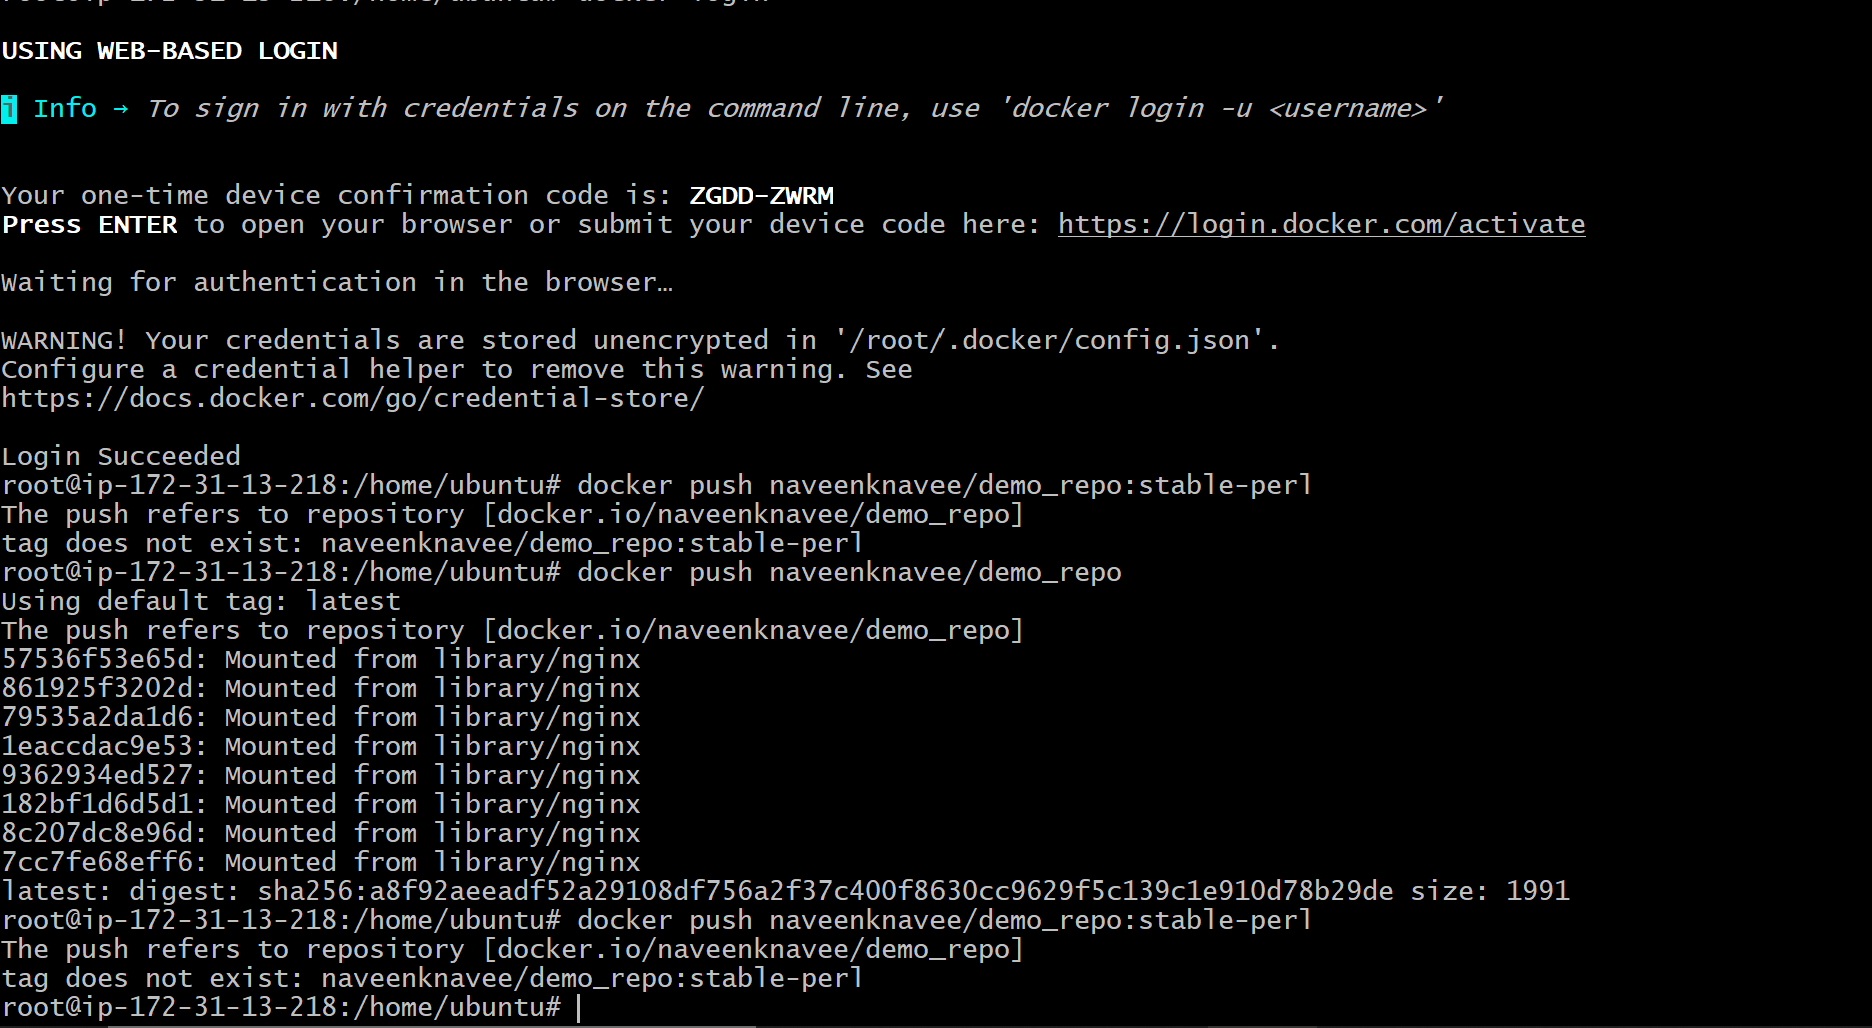 USING WEB-BASED LOGIN
i Info → To sign in with credentials on the command line, use 'docker login -u <username>'
Your one-time device confirmation code is: ZGDD-ZWRM
Press ENTER to open your browser or submit your device code here: https://login.docker.com/activate
Waiting for authentication in the browser…
WARNING! Your credentials are stored unencrypted in '/root/.docker/config.json'.
Configure a credential helper to remove this warning. See
https://docs.docker.com/go/credential-store/
Login Succeeded
root@ip-172-31-13-218:/home/ubuntu# docker push naveenknavee/demo_repo:stable-perl
The push refers to repository [docker.io/naveenknavee/demo_repo]
tag does not exist: naveenknavee/demo_repo:stable-perl
root@ip-172-31-13-218:/home/ubuntu# docker push naveenknavee/demo_repo
Using default tag: latest
The push refers to repository [docker.io/naveenknavee/demo_repo]
57536f53e65d: Mounted from library/nginx
861925f3202d: Mounted from library/nginx
79535a2da1d6: Mounted from library/nginx
1eaccdac9e53: Mounted from library/nginx
9362934ed527: Mounted from library/nginx
182bf1d6d5d1: Mounted from library/nginx
8c207dc8e96d: Mounted from library/nginx
7cc7fe68eff6: Mounted from library/nginx
latest: digest: sha256:a8f92aeeadf52a29108df756a2f37c400f8630cc9629f5c139c1e910d78b29de size: 1991
root@ip-172-31-13-218:/home/ubuntu# docker push naveenknavee/demo_repo:stable-perl
The push refers to repository [docker.io/naveenknavee/demo_repo]
tag does not exist: naveenknavee/demo_repo:stable-perl
root@ip-172-31-13-218:/home/ubuntu#